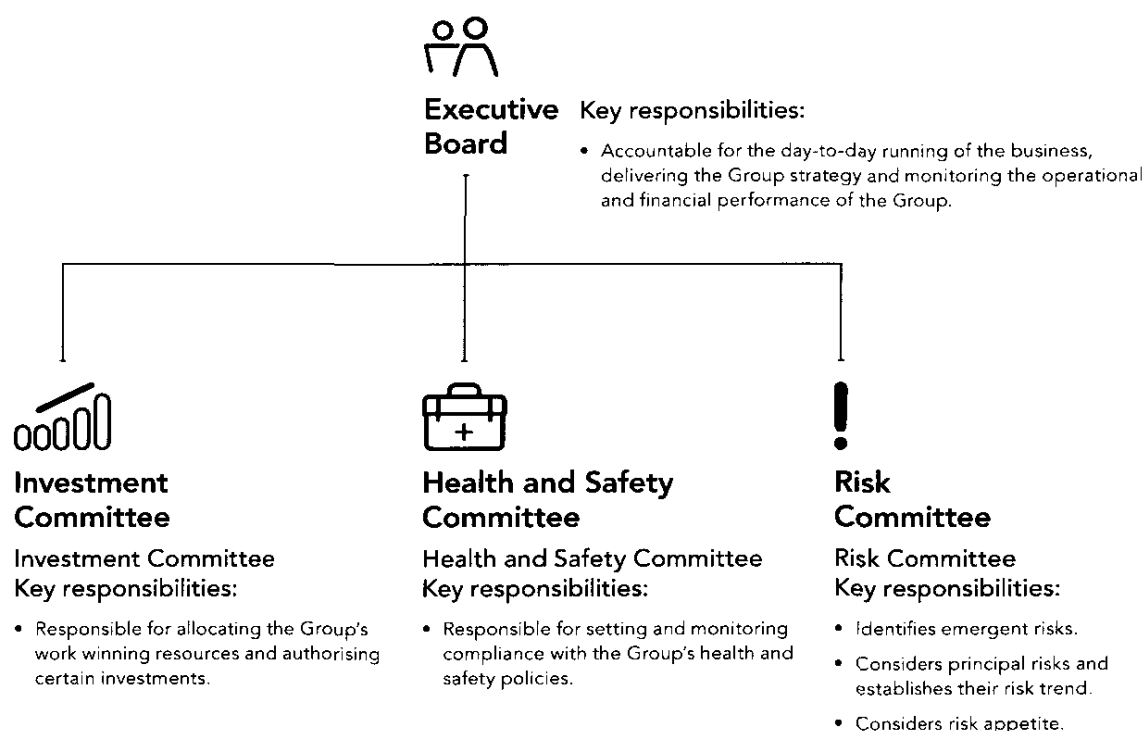 Executive
Board
Key responsibilities:
• Accountable for the day-to-day running of the business,
delivering the Group strategy and monitoring the operational
and financial performance of the Group.
Investment
Committee
Investment Committee
Key responsibilities:
• Responsible for allocating the Group's
work winning resources and authorising
certain investments.
Health and Safety
Committee
Health and Safety Committee
Key responsibilities:
• Responsible for setting and monitoring
compliance with the Group's health and
safety policies.
Risk
Committee
Risk Committee
Key responsibilities:
• Identifies emergent risks.
• Considers principal risks and
establishes their risk trend.
• Considers risk appetite.